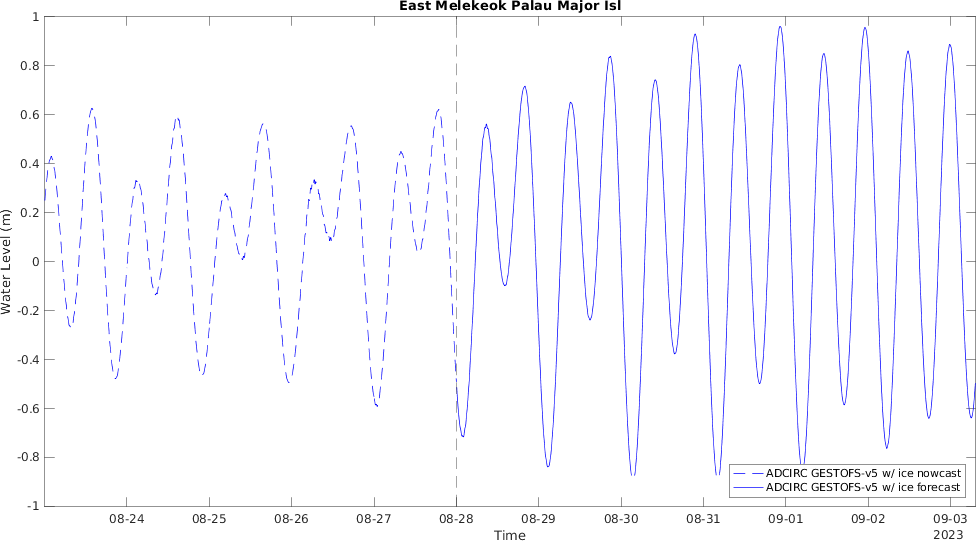 East Melekeok Palau Major Isl
1
0.8
0.6
0.4
0.2
0
-0.2
-0.4
-0.6
-0.8
-1
Water Level (m)
ADCIRC GESTOFS-v5 w/ ice nowcast
ADCIRC GESTOFS-v5 w/ ice forecast
08-24 08-25 08-26 08-27 08-28 08-29 08-30 08-31 09-01 09-02 09-03
Time 2023